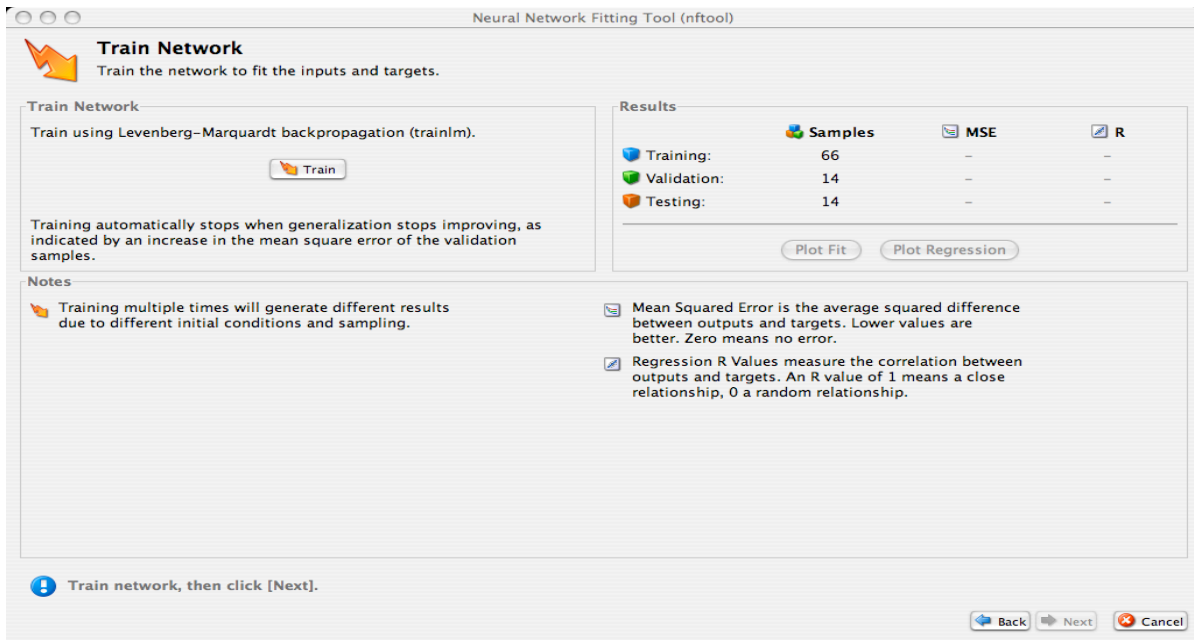 Neural Network Fitting Tool (nftool)
Train Network
Train the network to fit the inputs and targets.
Train Network
Train using Levenberg-Marquardt backpropagation (trainlm).
Train
Training automatically stops when generalization stops improving, as
indicated by an increase in the mean square error of the validation
samples.
Results
Samples MSE R
Training: 66 - -
Validation: 14 - -
Testing: 14 - -
Plot Fit Plot Regression
Notes
Training multiple times will generate different results
due to different initial conditions and sampling.
Mean Squared Error is the average squared difference
between outputs and targets. Lower values are
better. Zero means no error.
Regression R Values measure the correlation between
outputs and targets. An R value of 1 means a close
relationship, 0 a random relationship.
Train network, then click [Next].
Back Next Cancel